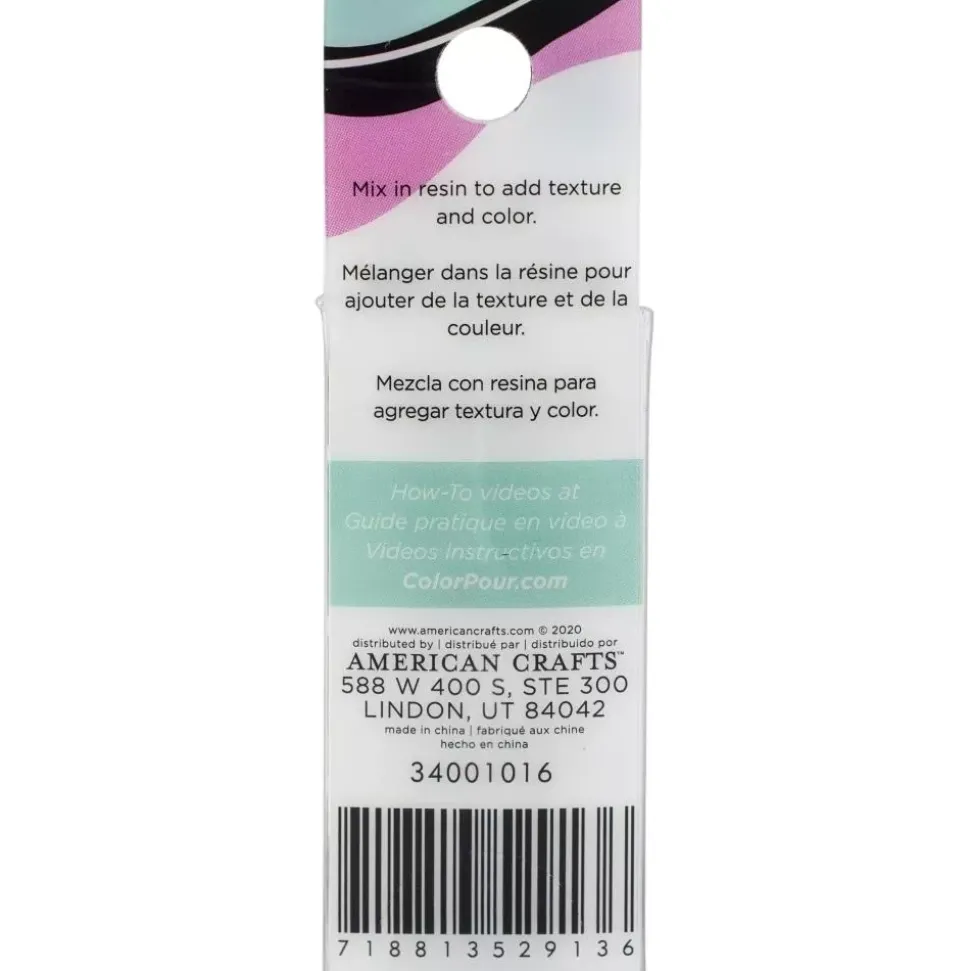 Mix in resin to add texture
and color.
Mélanger dans la résine pour
ajouter de la texture et de la
couleur.
Mezcla con resina para
agregar textura y color.
How-To videos at
Guide pratique en video à
Videos Instructivos en
ColorPour.com
www.americancrafts.com © 2020
distributed by | distribué par | distribuido por
AMERICAN CRAFTS™
588 W 400 S, STE 300
LINDON, UT 84042
made in china | fabriqué aux chine
hecho en china
34001016
7 18813 52913 6